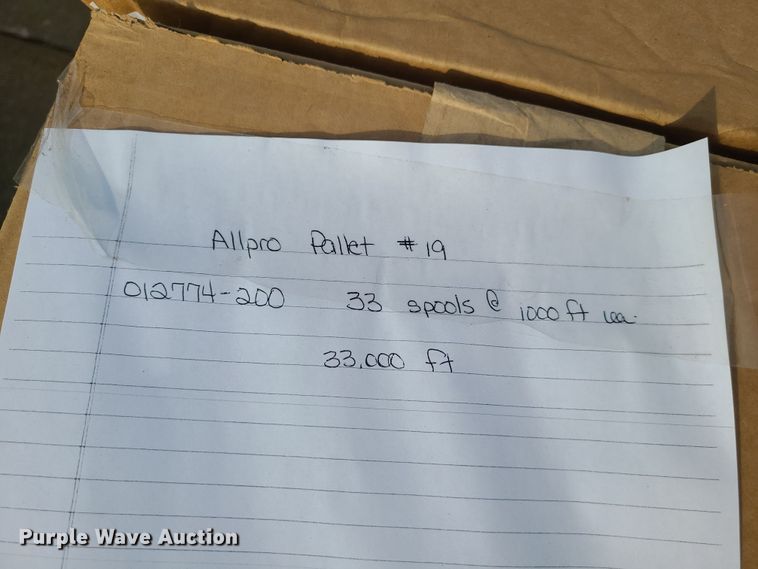 Allpro Pallet #19
012774-200 33 spools @ 1000 ft ea.
33,000 ft
Purple Wave Auction